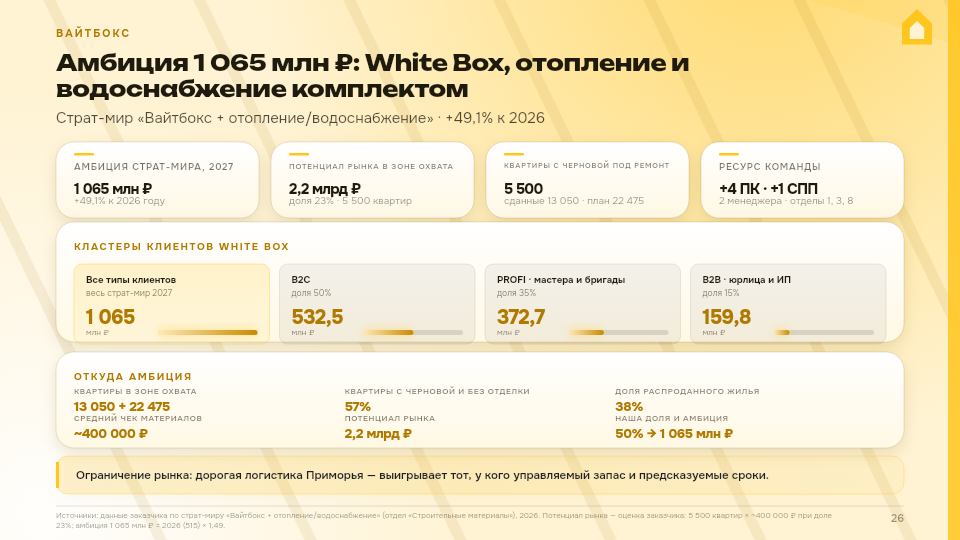 ВАЙТБОКС
Амбиция 1 065 млн ₽: White Box, отопление и
водоснабжение комплектом
Страт-мир «Вайтбокс + отопление/водоснабжение» · +49,1% к 2026
АМБИЦИЯ СТРАТ-МИРА, 2027
1 065 млн ₽
+49,1% к 2026 году
ПОТЕНЦИАЛ РЫНКА В ЗОНЕ ОХВАТА
2,2 млрд ₽
доля 23% · 5 500 квартир
КВАРТИРЫ С ЧЕРНОВОЙ ПОД РЕМОНТ
5 500
сданные 13 050 · план 22 475
РЕСУРС КОМАНДЫ
+4 ПК · +1 СПП
2 менеджера · отделы 1, 3, 8
КЛАСТЕРЫ КЛИЕНТОВ WHITE BOX
Все типы клиентов
весь страт-мир 2027
1 065
млн ₽
B2C
доля 50%
532,5
млн ₽
PROFI · мастера и бригады
доля 35%
372,7
млн ₽
B2B · юрлица и ИП
доля 15%
159,8
млн ₽
ОТКУДА АМБИЦИЯ
КВАРТИРЫ В ЗОНЕ ОХВАТА
13 050 + 22 475
КВАРТИРЫ С ЧЕРНОВОЙ И БЕЗ ОТДЕЛКИ
57%
ДОЛЯ РАСПРОДАННОГО ЖИЛЬЯ
38%
СРЕДНИЙ ЧЕК МАТЕРИАЛОВ
~400 000 ₽
ПОТЕНЦИАЛ РЫНКА
2,2 млрд ₽
НАША ДОЛЯ И АМБИЦИЯ
50% → 1 065 млн ₽
Ограничение рынка: дорогая логистика Приморья — выигрывает тот, у кого управляемый запас и предсказуемые сроки.
Источники: данные заказчика по страт-миру «Вайтбокс + отопление/водоснабжение» (отдел «Строительные материалы»), 2026. Потенциал рынка — оценка заказчика: 5 500 квартир × ~400 000 ₽ при доле
23%; амбиция 1 065 млн ₽ = 2026 (515) × 1,49.
26